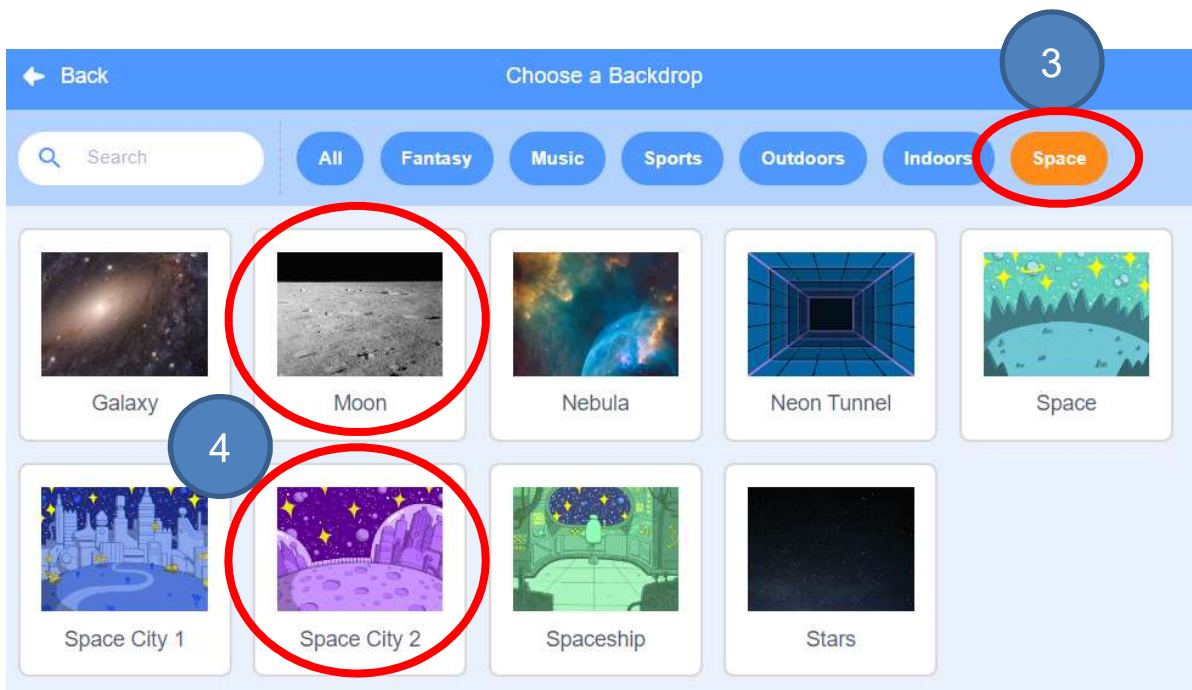 3
Back Choose a Backdrop
Search All Fantasy Music Sports Outdoors Indoors Space
Galaxy Moon Nebula Neon Tunnel Space
4
Space City 1 Space City 2 Spaceship Stars